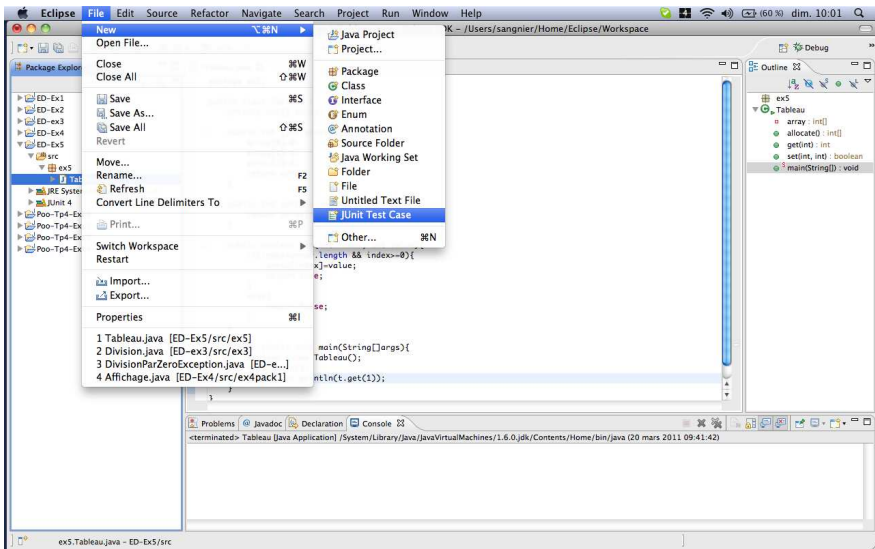 Eclipse File Edit Source Refactor Navigate Search Project Run Window Help (60 %) dim. 10:01
K – /Users/sangnier/Home/Eclipse/Workspace
Debug
Package Explor
ED-Ex1
ED-Ex2
ED-ex3
ED-Ex4
ED-Ex5
src
ex5
Tab
JRE System
JUnit 4
Poo-Tp4-Ex
Poo-Tp4-Ex
Poo-Tp4-Ex
Poo-Tp4-Ex
New ⌥⌘N
Open File...
Close ⌘W
Close All ⇧⌘W
Save ⌘S
Save As...
Save All ⇧⌘S
Revert
Move...
Rename... F2
Refresh F5
Convert Line Delimiters To
Print... ⌘P
Switch Workspace
Restart
Import...
Export...
Properties ⌘I
1 Tableau.java [ED-Ex5/src/ex5]
2 Division.java [ED-ex3/src/ex3]
3 DivisionParZeroException.java [ED-e...]
4 Affichage.java [ED-Ex4/src/ex4pack1]
Java Project
Project...
Package
Class
Interface
Enum
Annotation
Source Folder
Java Working Set
Folder
File
Untitled Text File
JUnit Test Case
Other... ⌘N
.length && index>=0){
x]=value;
e;
se;
main(String[]args){
Tableau();
ntln(t.get(1));
}
}
Outline
ex5
Tableau
array : int[]
allocate() : int[]
get(int) : int
set(int, int) : boolean
main(String[]) : void
Problems @ Javadoc Declaration Console
<terminated> Tableau [Java Application] /System/Library/Java/JavaVirtualMachines/1.6.0.jdk/Contents/Home/bin/java (20 mars 2011 09:41:42)
ex5.Tableau.java – ED-Ex5/src